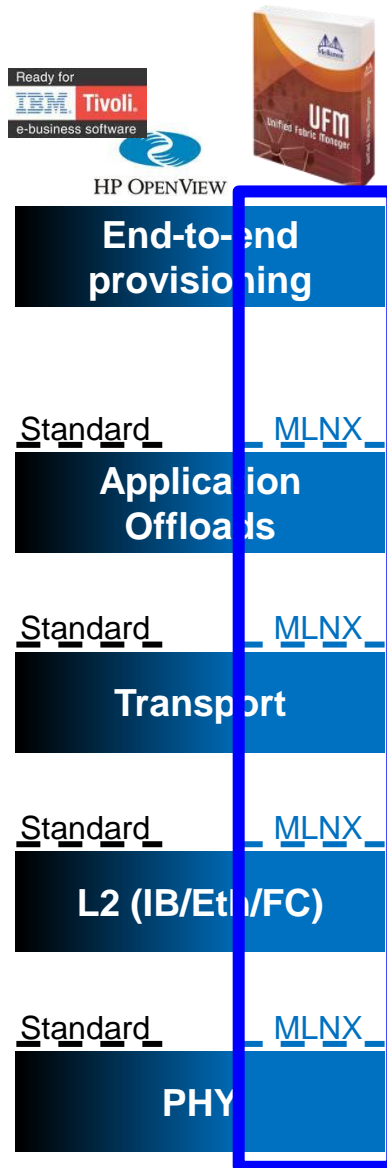 Ready for
IBM. Tivoli.
e-business software
Mellanox
UFM
Unified Fabric Manager
HP OPENVIEW
End-to-end
provisioning
Standard MLNX
Application
Offloads
Standard MLNX
Transport
Standard MLNX
L2 (IB/Eth/FC)
Standard MLNX
PHY